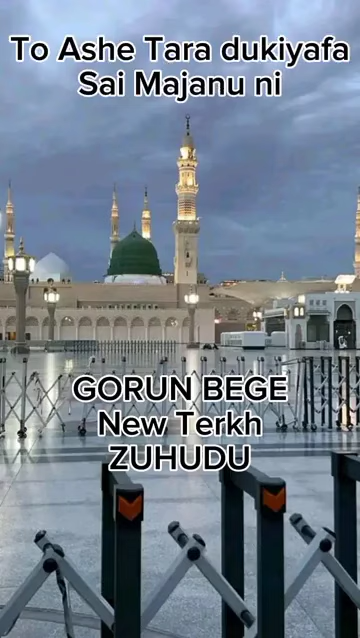 To Ashe Tara dukiyafa
Sai Majanu ni
GORUN BEGE
New Terkh
ZUHUDU